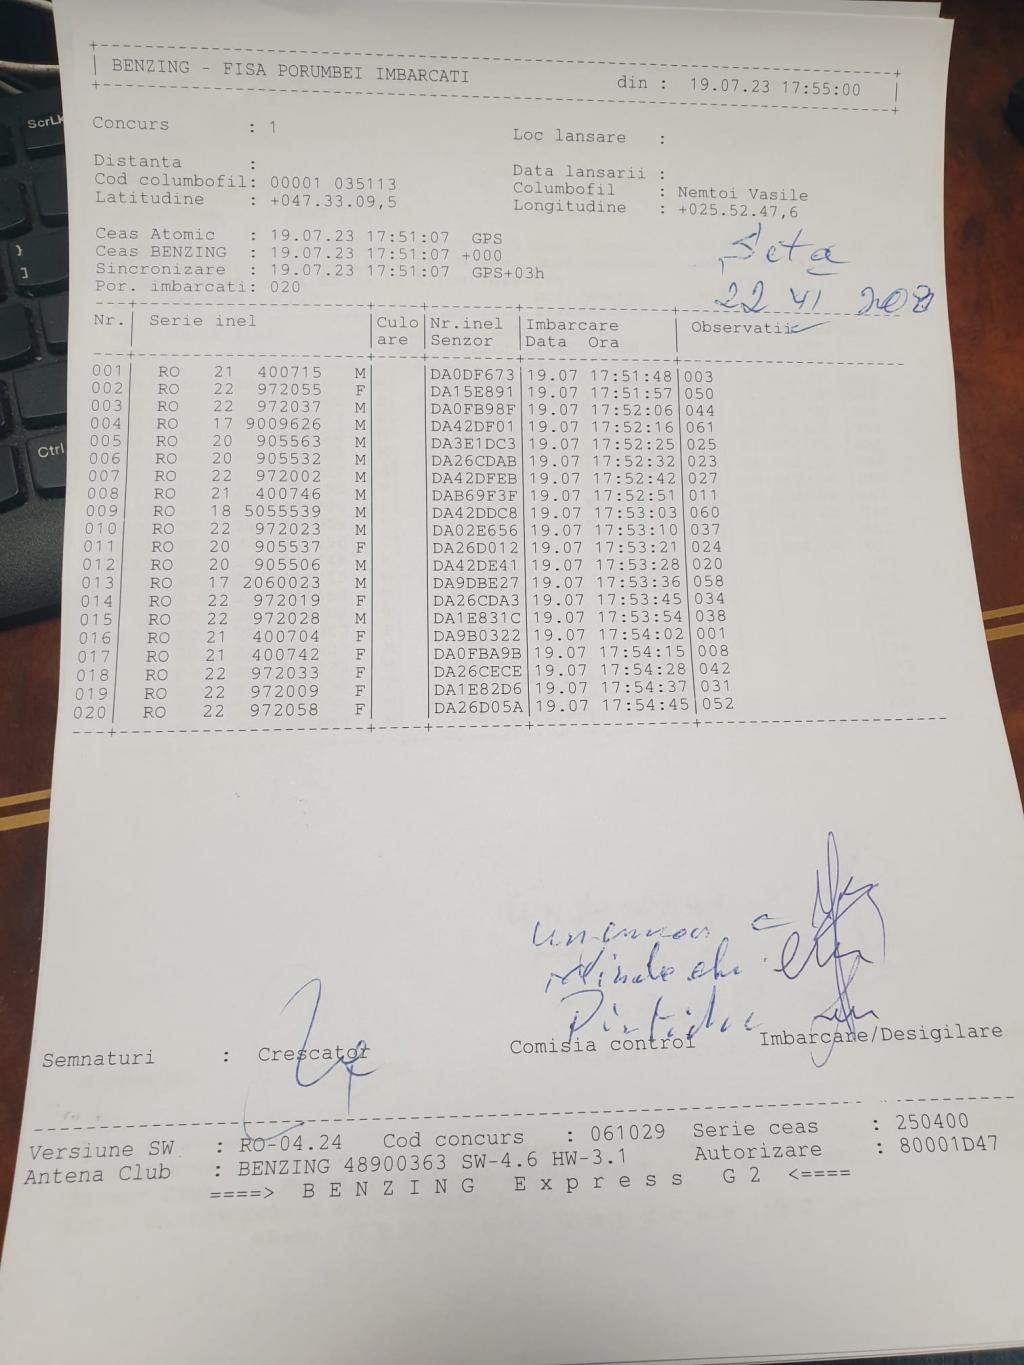 BENZING - FISA PORUMBEI IMBARCATI din : 19.07.23 17:55:00
Concurs : 1 Loc lansare :
Distanta : Data lansarii :
Cod columbofil: 00001 035113 Columbofil : Nemtoi Vasile
Latitudine : +047.33.09,5 Longitudine : +025.52.47,6
Ceas Atomic : 19.07.23 17:51:07 GPS
Ceas BENZING : 19.07.23 17:51:07 +000
Sincronizare : 19.07.23 17:51:07 GPS+03h
Por. imbarcati: 020
22 VI
Nr. Serie inel Culo Nr.inel Imbarcare Observatii
are Senzor Data Ora
001 RO 21 400715 M DA0DF673 19.07 17:51:48 003
002 RO 22 972055 F DA15E891 19.07 17:51:57 050
003 RO 22 972037 M DA0FB98F 19.07 17:52:06 044
004 RO 17 9009626 M DA42DF01 19.07 17:52:16 061
005 RO 20 905563 M DA3E1DC3 19.07 17:52:25 025
006 RO 20 905532 M DA26CDAB 19.07 17:52:32 023
007 RO 22 972002 M DA42DFEB 19.07 17:52:42 027
008 RO 21 400746 M DAB69F3F 19.07 17:52:51 011
009 RO 18 5055539 M DA42DDC8 19.07 17:53:03 060
010 RO 22 972023 M DA02E656 19.07 17:53:10 037
011 RO 20 905537 F DA26D012 19.07 17:53:21 024
012 RO 20 905506 M DA42DE41 19.07 17:53:28 020
013 RO 17 2060023 M DA9DBE27 19.07 17:53:36 058
014 RO 22 972019 F DA26CDA3 19.07 17:53:45 034
015 RO 22 972028 M DA1E831C 19.07 17:53:54 038
016 RO 21 400704 F DA9B0322 19.07 17:54:02 001
017 RO 21 400742 F DA0FBA9B 19.07 17:54:15 008
018 RO 22 972033 F DA26CECE 19.07 17:54:28 042
019 RO 22 972009 F DA1E82D6 19.07 17:54:37 031
020 RO 22 972058 F DA26D05A 19.07 17:54:45 052
Semnaturi : Crescator Comisia control Imbarcare/Desigilare
Versiune SW : RO-04.24 Cod concurs : 061029 Serie ceas : 250400
Antena Club : BENZING 48900363 SW-4.6 HW-3.1 Autorizare : 80001D47
====> B E N Z I N G E x p r e s s G 2 <====
ScrLK
}
]
Ctrl